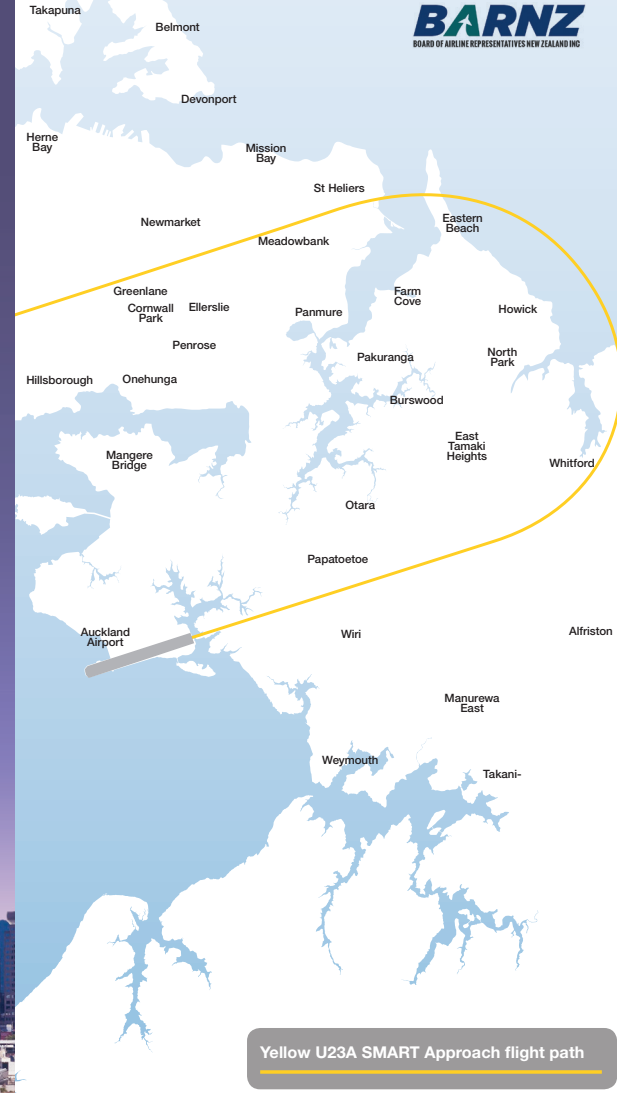 Takapuna
BARNZ
BOARD OF AIRLINE REPRESENTATIVES NEW ZEALAND INC
Belmont
Devonport
Herne
Bay
Mission
Bay
St Heliers
Newmarket
Eastern
Beach
Meadowbank
Greenlane
Cornwall
Park
Ellerslie
Panmure
Farm
Cove
Howick
Penrose
Pakuranga
North
Park
Hillsborough
Onehunga
Burswood
Mangere
Bridge
East
Tamaki
Heights
Whitford
Otara
Papatoetoe
Auckland
Airport
Wiri
Alfriston
Manurewa
East
Weymouth
Takani-
Yellow U23A SMART Approach flight path